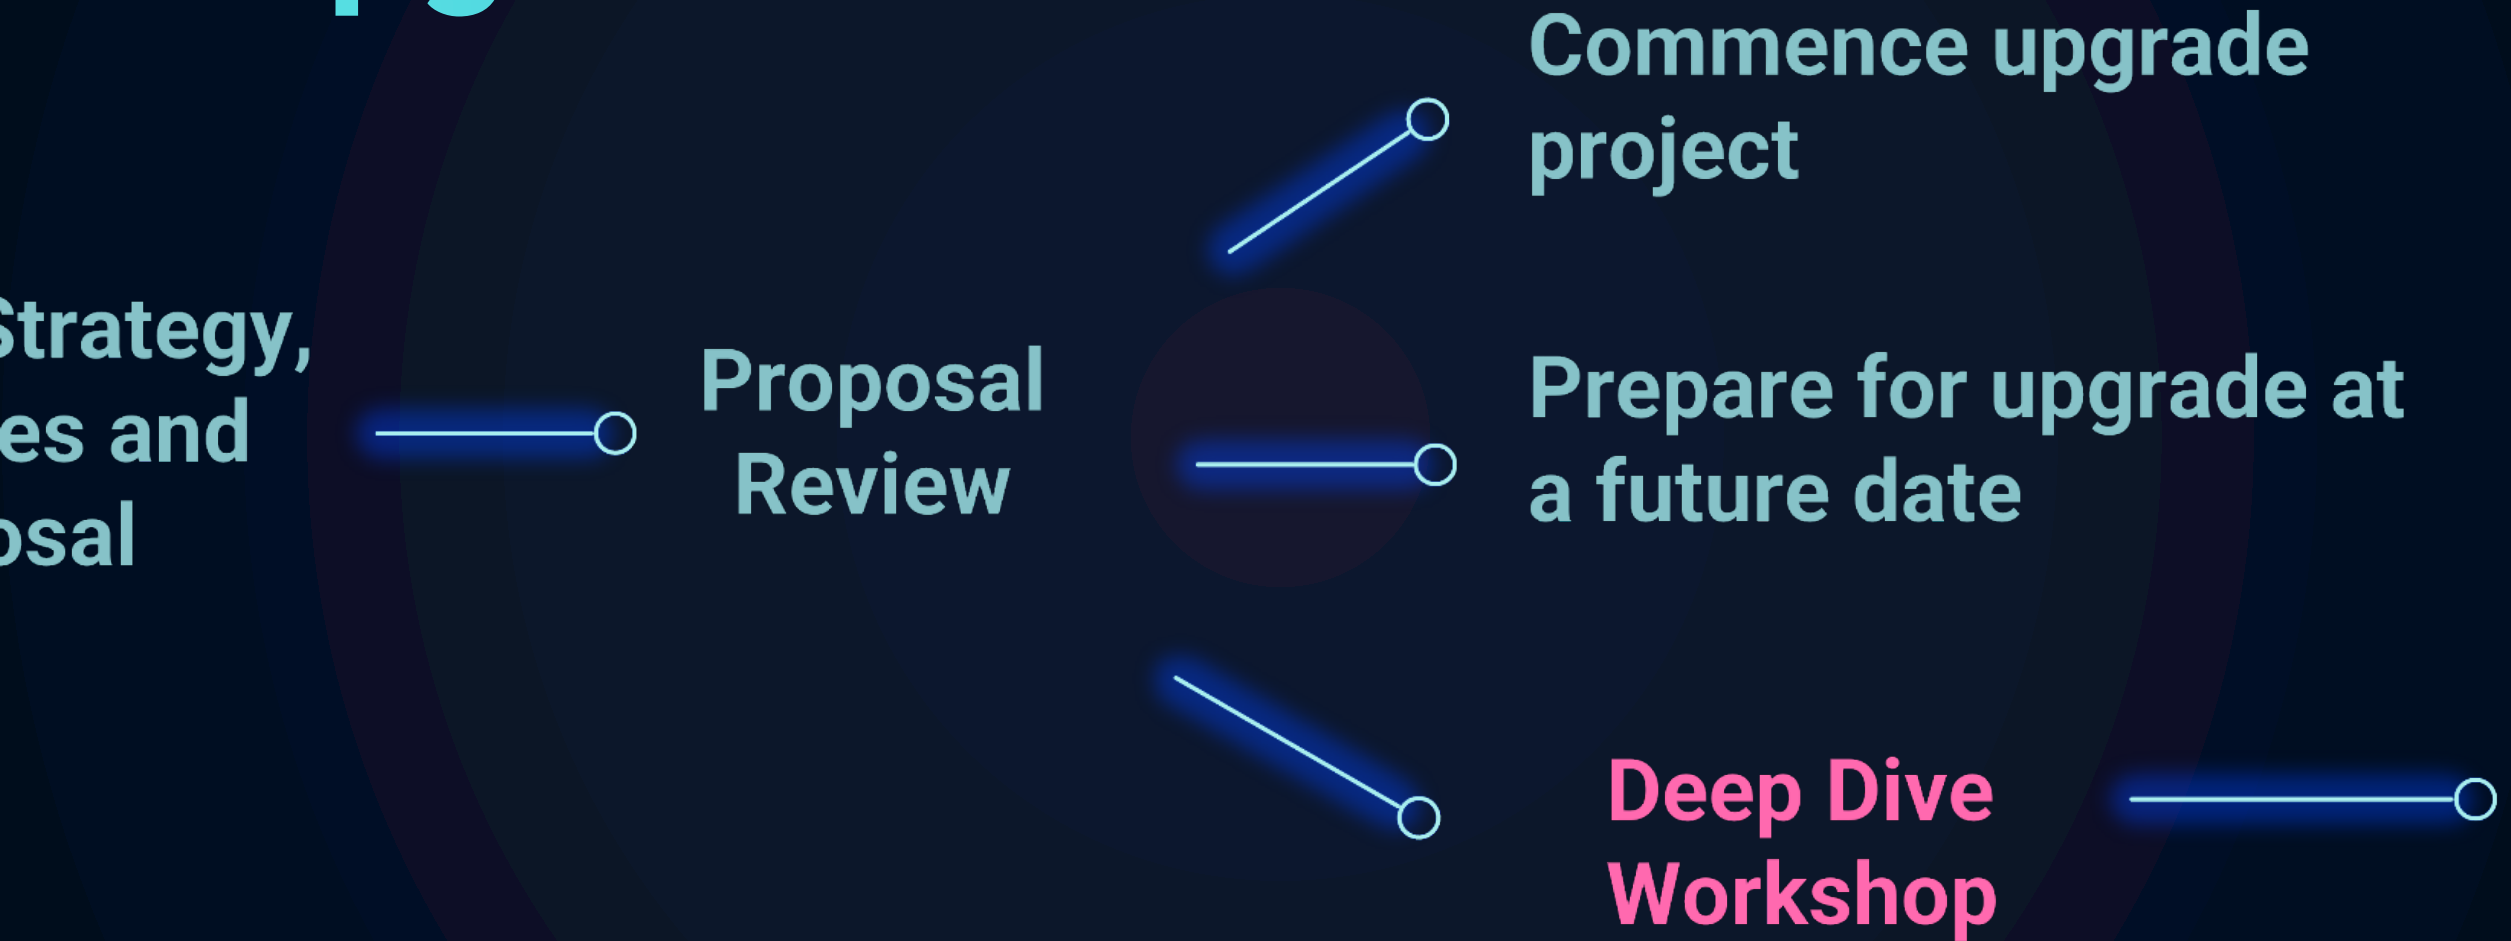 Commence upgrade
project
Strategy,
es and
osal
Proposal
Review
Prepare for upgrade at
a future date
Deep Dive
Workshop